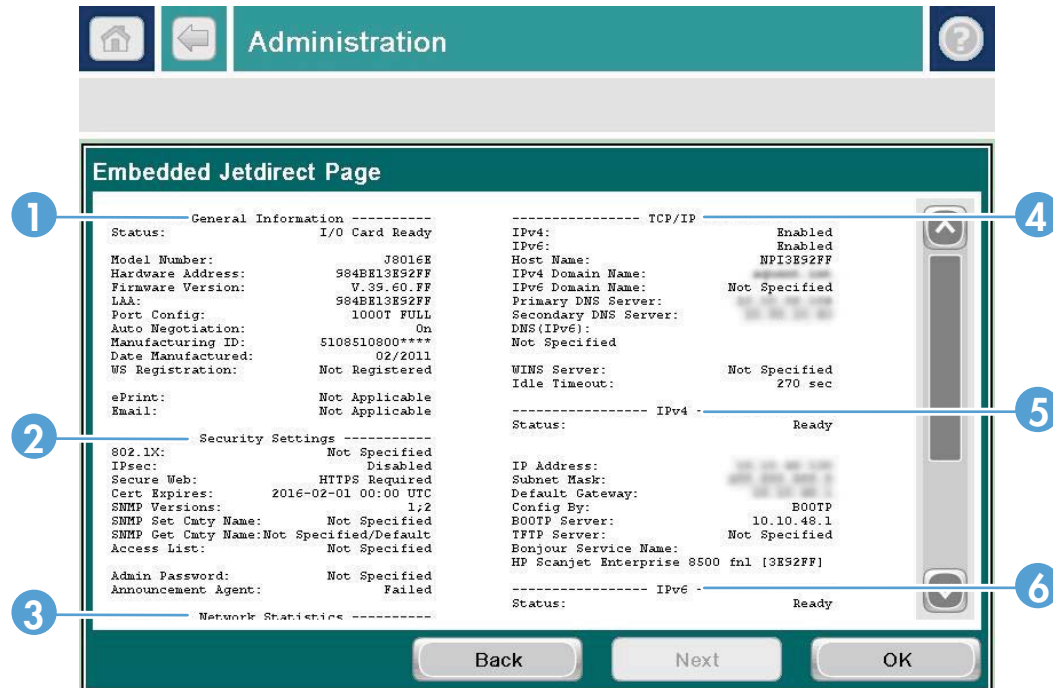 Administration
Embedded Jetdirect Page
1
General Information ----------
Status: I/O Card Ready
Model Number: J8016E
Hardware Address: 984BE13E92FF
Firmware Version: V.39.60.FF
LAA: 984BE13E92FF
Port Config: 1000T FULL
Auto Negotiation: On
Manufacturing ID: 5108510800****
Date Manufactured: 02/2011
WS Registration: Not Registered
ePrint: Not Applicable
Email: Not Applicable
2
Security Settings -----------
802.1X: Not Specified
IPsec: Disabled
Secure Web: HTTPS Required
Cert Expires: 2016-02-01 00:00 UTC
SNMP Versions: 1;2
SNMP Set Cmty Name: Not Specified
SNMP Get Cmty Name:Not Specified/Default
Access List: Not Specified
Admin Password: Not Specified
Announcement Agent: Failed
3
Network Statistics ----------
4
---------------- TCP/IP -
IPv4: Enabled
IPv6: Enabled
Host Name: NPI3E92FF
IPv4 Domain Name:
IPv6 Domain Name: Not Specified
Primary DNS Server:
Secondary DNS Server:
DNS(IPv6):
Not Specified
WINS Server: Not Specified
Idle Timeout: 270 sec
5
----------------- IPv4 -
Status: Ready
IP Address:
Subnet Mask:
Default Gateway:
Config By: BOOTP
BOOTP Server: 10.10.48.1
TFTP Server: Not Specified
Bonjour Service Name:
HP Scanjet Enterprise 8500 fn1 [3E92FF]
6
----------------- IPv6 -
Status: Ready
Back
Next
OK